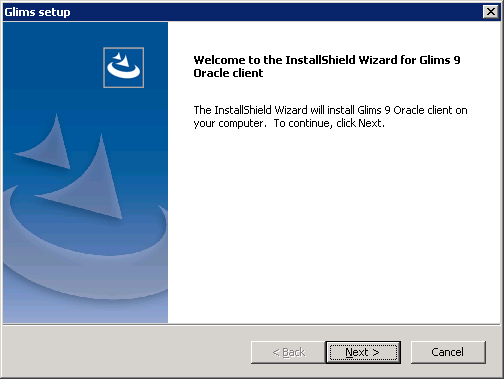 Glims setup
Welcome to the InstallShield Wizard for Glims 9
Oracle client
The InstallShield Wizard will install Glims 9 Oracle client on
your computer. To continue, click Next.
< Back
Next >
Cancel